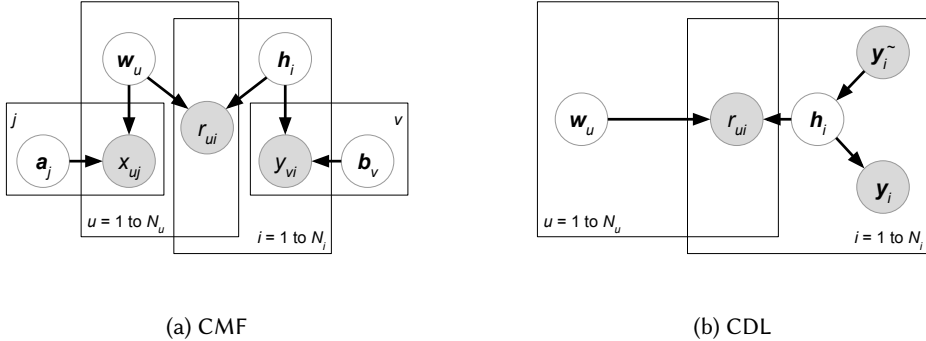 w_u
h_i
r_ui
j
a_j
x_uj
v
y_vi
b_v
u = 1 to N_u
i = 1 to N_i
(a) CMF
y_i^~
w_u
r_ui
h_i
y_i
u = 1 to N_u
i = 1 to N_i
(b) CDL